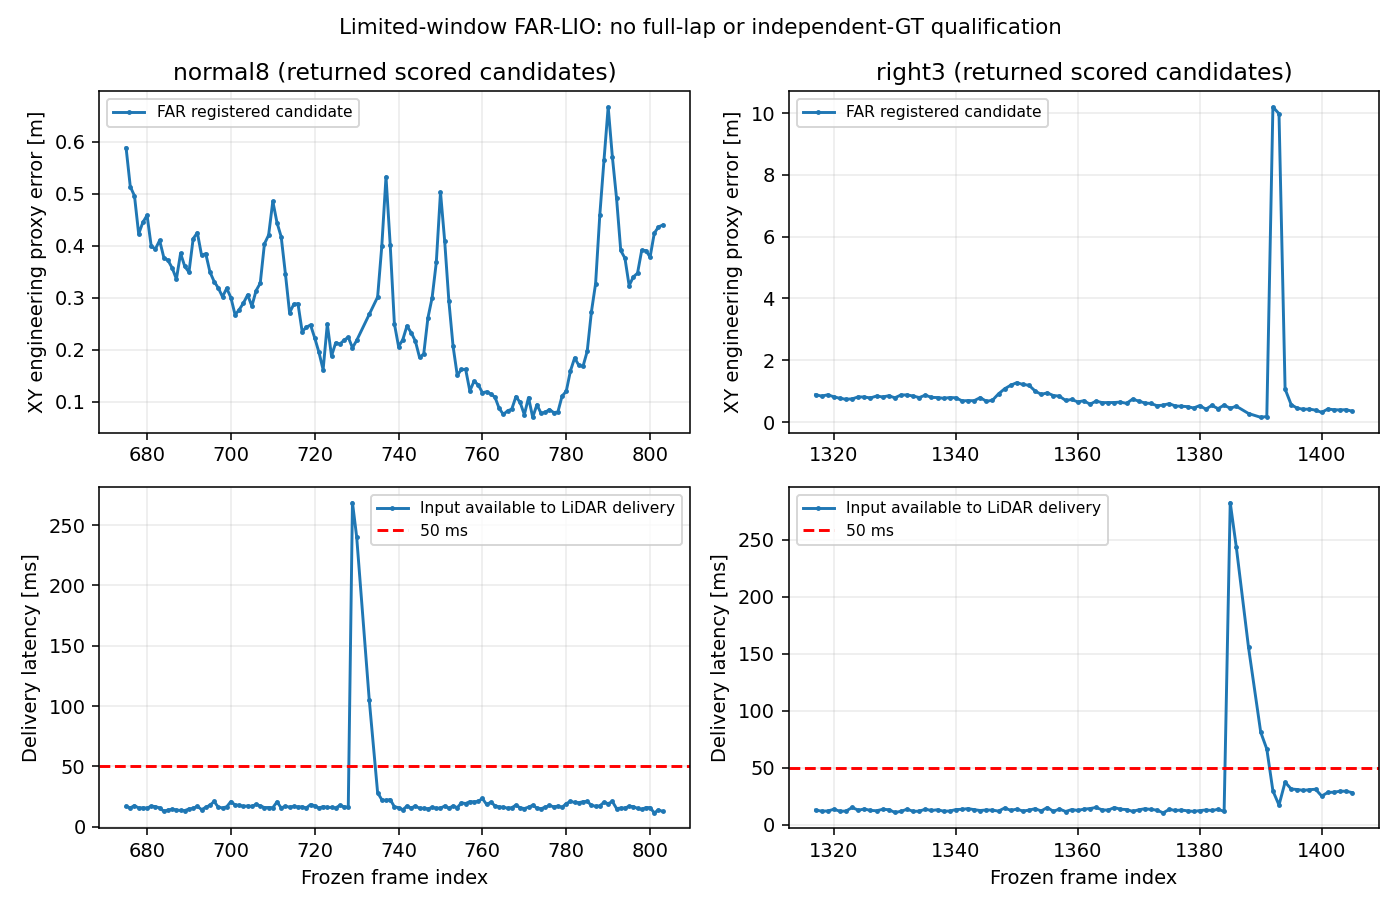 Limited-window FAR-LIO: no full-lap or independent-GT qualification
normal8 (returned scored candidates)
XY engineering proxy error [m]
FAR registered candidate
0.6
0.5
0.4
0.3
0.2
0.1
680 700 720 740 760 780 800
right3 (returned scored candidates)
XY engineering proxy error [m]
FAR registered candidate
10
8
6
4
2
0
1320 1340 1360 1380 1400
Delivery latency [ms]
Input available to LiDAR delivery
50 ms
250
200
150
100
50
0
680 700 720 740 760 780 800
Frozen frame index
Delivery latency [ms]
Input available to LiDAR delivery
50 ms
250
200
150
100
50
0
1320 1340 1360 1380 1400
Frozen frame index